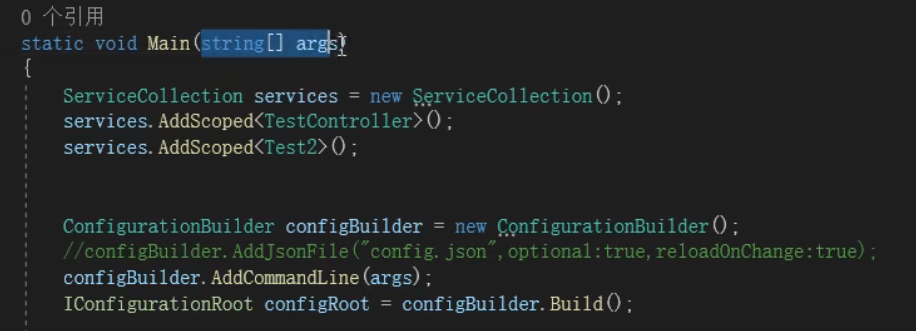 0 个引用
static void Main(string[] args)
{
ServiceCollection services = new ServiceCollection();
services.AddScoped<TestController>();
services.AddScoped<Test2>();
ConfigurationBuilder configBuilder = new ConfigurationBuilder();
//configBuilder.AddJsonFile("config.json",optional:true,reloadOnChange:true);
configBuilder.AddCommandLine(args);
IConfigurationRoot configRoot = configBuilder.Build();